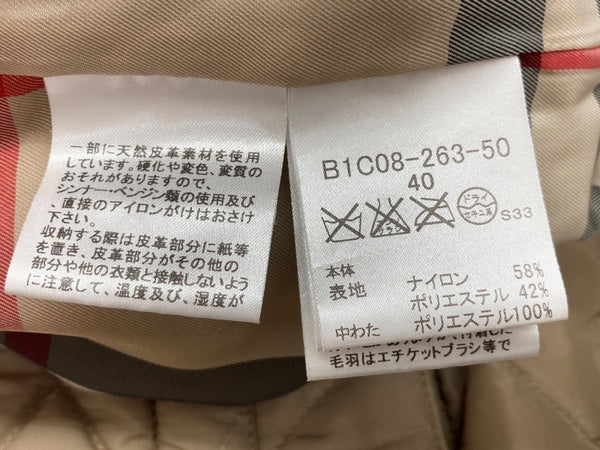 一部に天然皮革素材を使用
しています。硬化や変色、変質の
おそれがありますので、
シンナー・ベンジン類の使用及び、
直接のアイロンがけはおさけ
下さい。
収納する際は皮革部分に紙等
を置き、皮革部分がその他の
部分や他の衣類と接触しないよう
に注意して、温度及び、湿度が
B1C08-263-50
40
エンソ
サラシ
ドライ
セキユ系
S33
本体
表地 ナイロン 58%
ポリエステル 42%
中わた ポリエステル100%
毛羽はエチケットブラシ等で